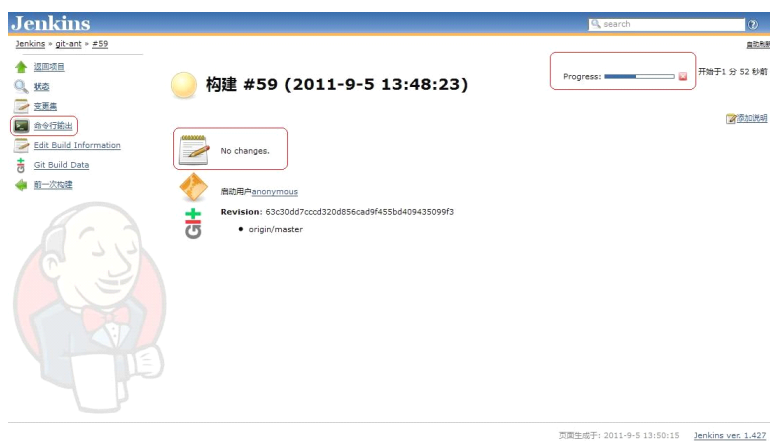 Jenkins
search
Jenkins » git-ant » #59
自动刷新
返回项目
状态
变更集
命令行输出
Edit Build Information
Git Build Data
前一次构建
构建 #59 (2011-9-5 13:48:23)
Progress:
开始于1 分 52 秒前
添加说明
No changes.
启动用户anonymous
Revision: 63c30dd7cccd320d856cad9f455bd409435099f3
origin/master
页面生成于: 2011-9-5 13:50:15 Jenkins ver. 1.427